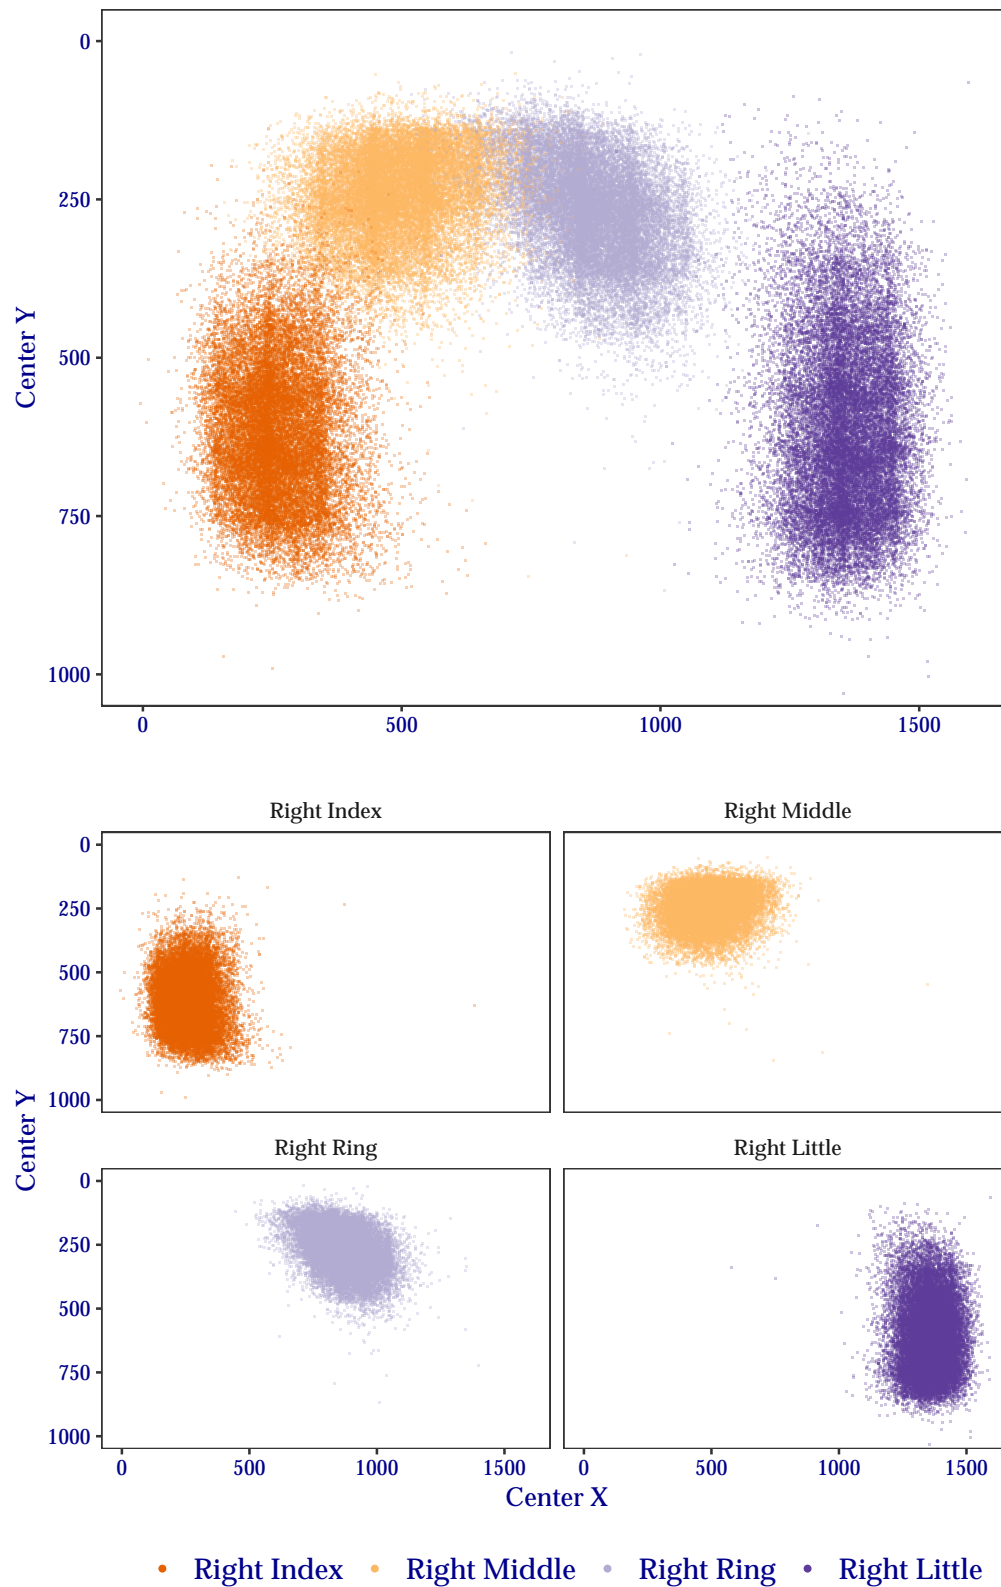 0
250
500
750
1000
Center Y
0 500 1000 1500
Right Index Right Middle
0
250
500
750
1000
Center Y
Right Ring Right Little
0
250
500
750
1000
0 500 1000 1500 0 500 1000 1500
Center X
Right Index Right Middle Right Ring Right Little